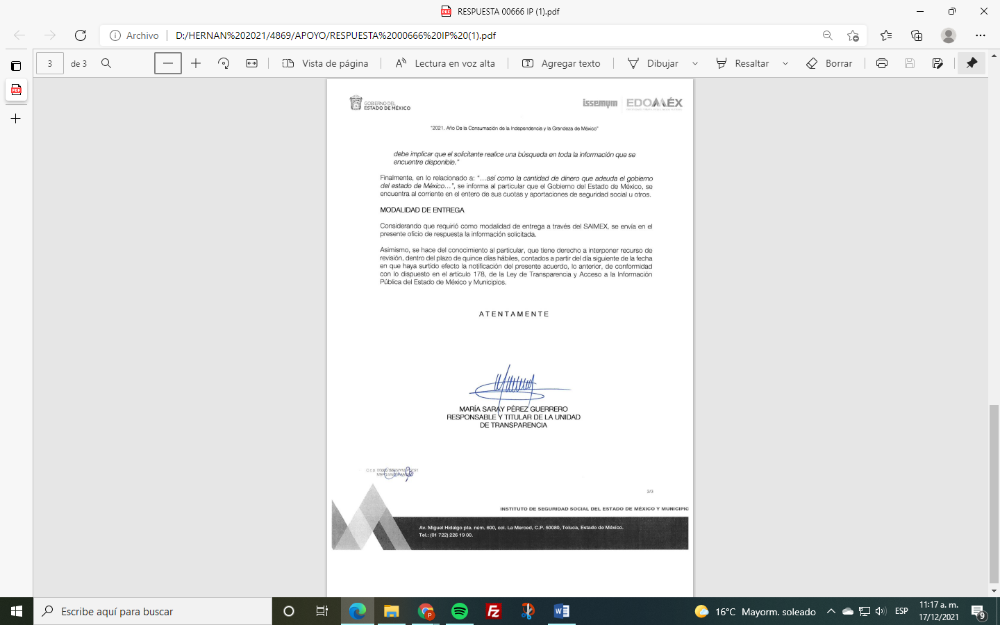 RESPUESTA 00666 IP (1).pdf
Archivo
D:/HERNAN%202021/4869/APOYO/RESPUESTA%2000666%20IP%20(1).pdf
3 de 3
Vista de página
Lectura en voz alta
Agregar texto
Dibujar
Resaltar
Borrar
GOBIERNO DEL
ESTADO DE MÉXICO
issemym
EDOMÉX
"2021. Año De la Consumación de la Independencia y la Grandeza de México"
debe implicar que el solicitante realice una búsqueda en toda la información que se
encuentre disponible."
Finalmente, en lo relacionado a: "…así como la cantidad de dinero que adeuda el gobierno
del estado de México…", se informa al particular que el Gobierno del Estado de México, se
encuentra al corriente en el entero de sus cuotas y aportaciones de seguridad social u otros.
MODALIDAD DE ENTREGA
Considerando que requirió como modalidad de entrega a través del SAIMEX, se envía en el
presente oficio de respuesta la información solicitada.
Asimismo, se hace del conocimiento al particular, que tiene derecho a interponer recurso de
revisión, dentro del plazo de quince días hábiles, contados a partir del día siguiente de la fecha
en que haya surtido efecto la notificación del presente acuerdo, lo anterior, de conformidad
con lo dispuesto en el artículo 178, de la Ley de Transparencia y Acceso a la Información
Pública del Estado de México y Municipios.
ATENTAMENTE
MARÍA SARAY PÉREZ GUERRERO
RESPONSABLE Y TITULAR DE LA UNIDAD
DE TRANSPARENCIA
3/3
INSTITUTO DE SEGURIDAD SOCIAL DEL ESTADO DE MÉXICO Y MUNICIPIC
Av. Miguel Hidalgo pte. núm. 600, col. La Merced, C.P. 50080, Toluca, Estado de México.
Tel.: (01 722) 226 19 00.
Escribe aquí para buscar
16°C Mayorm. soleado
ESP
11:17 a. m.
17/12/2021
9